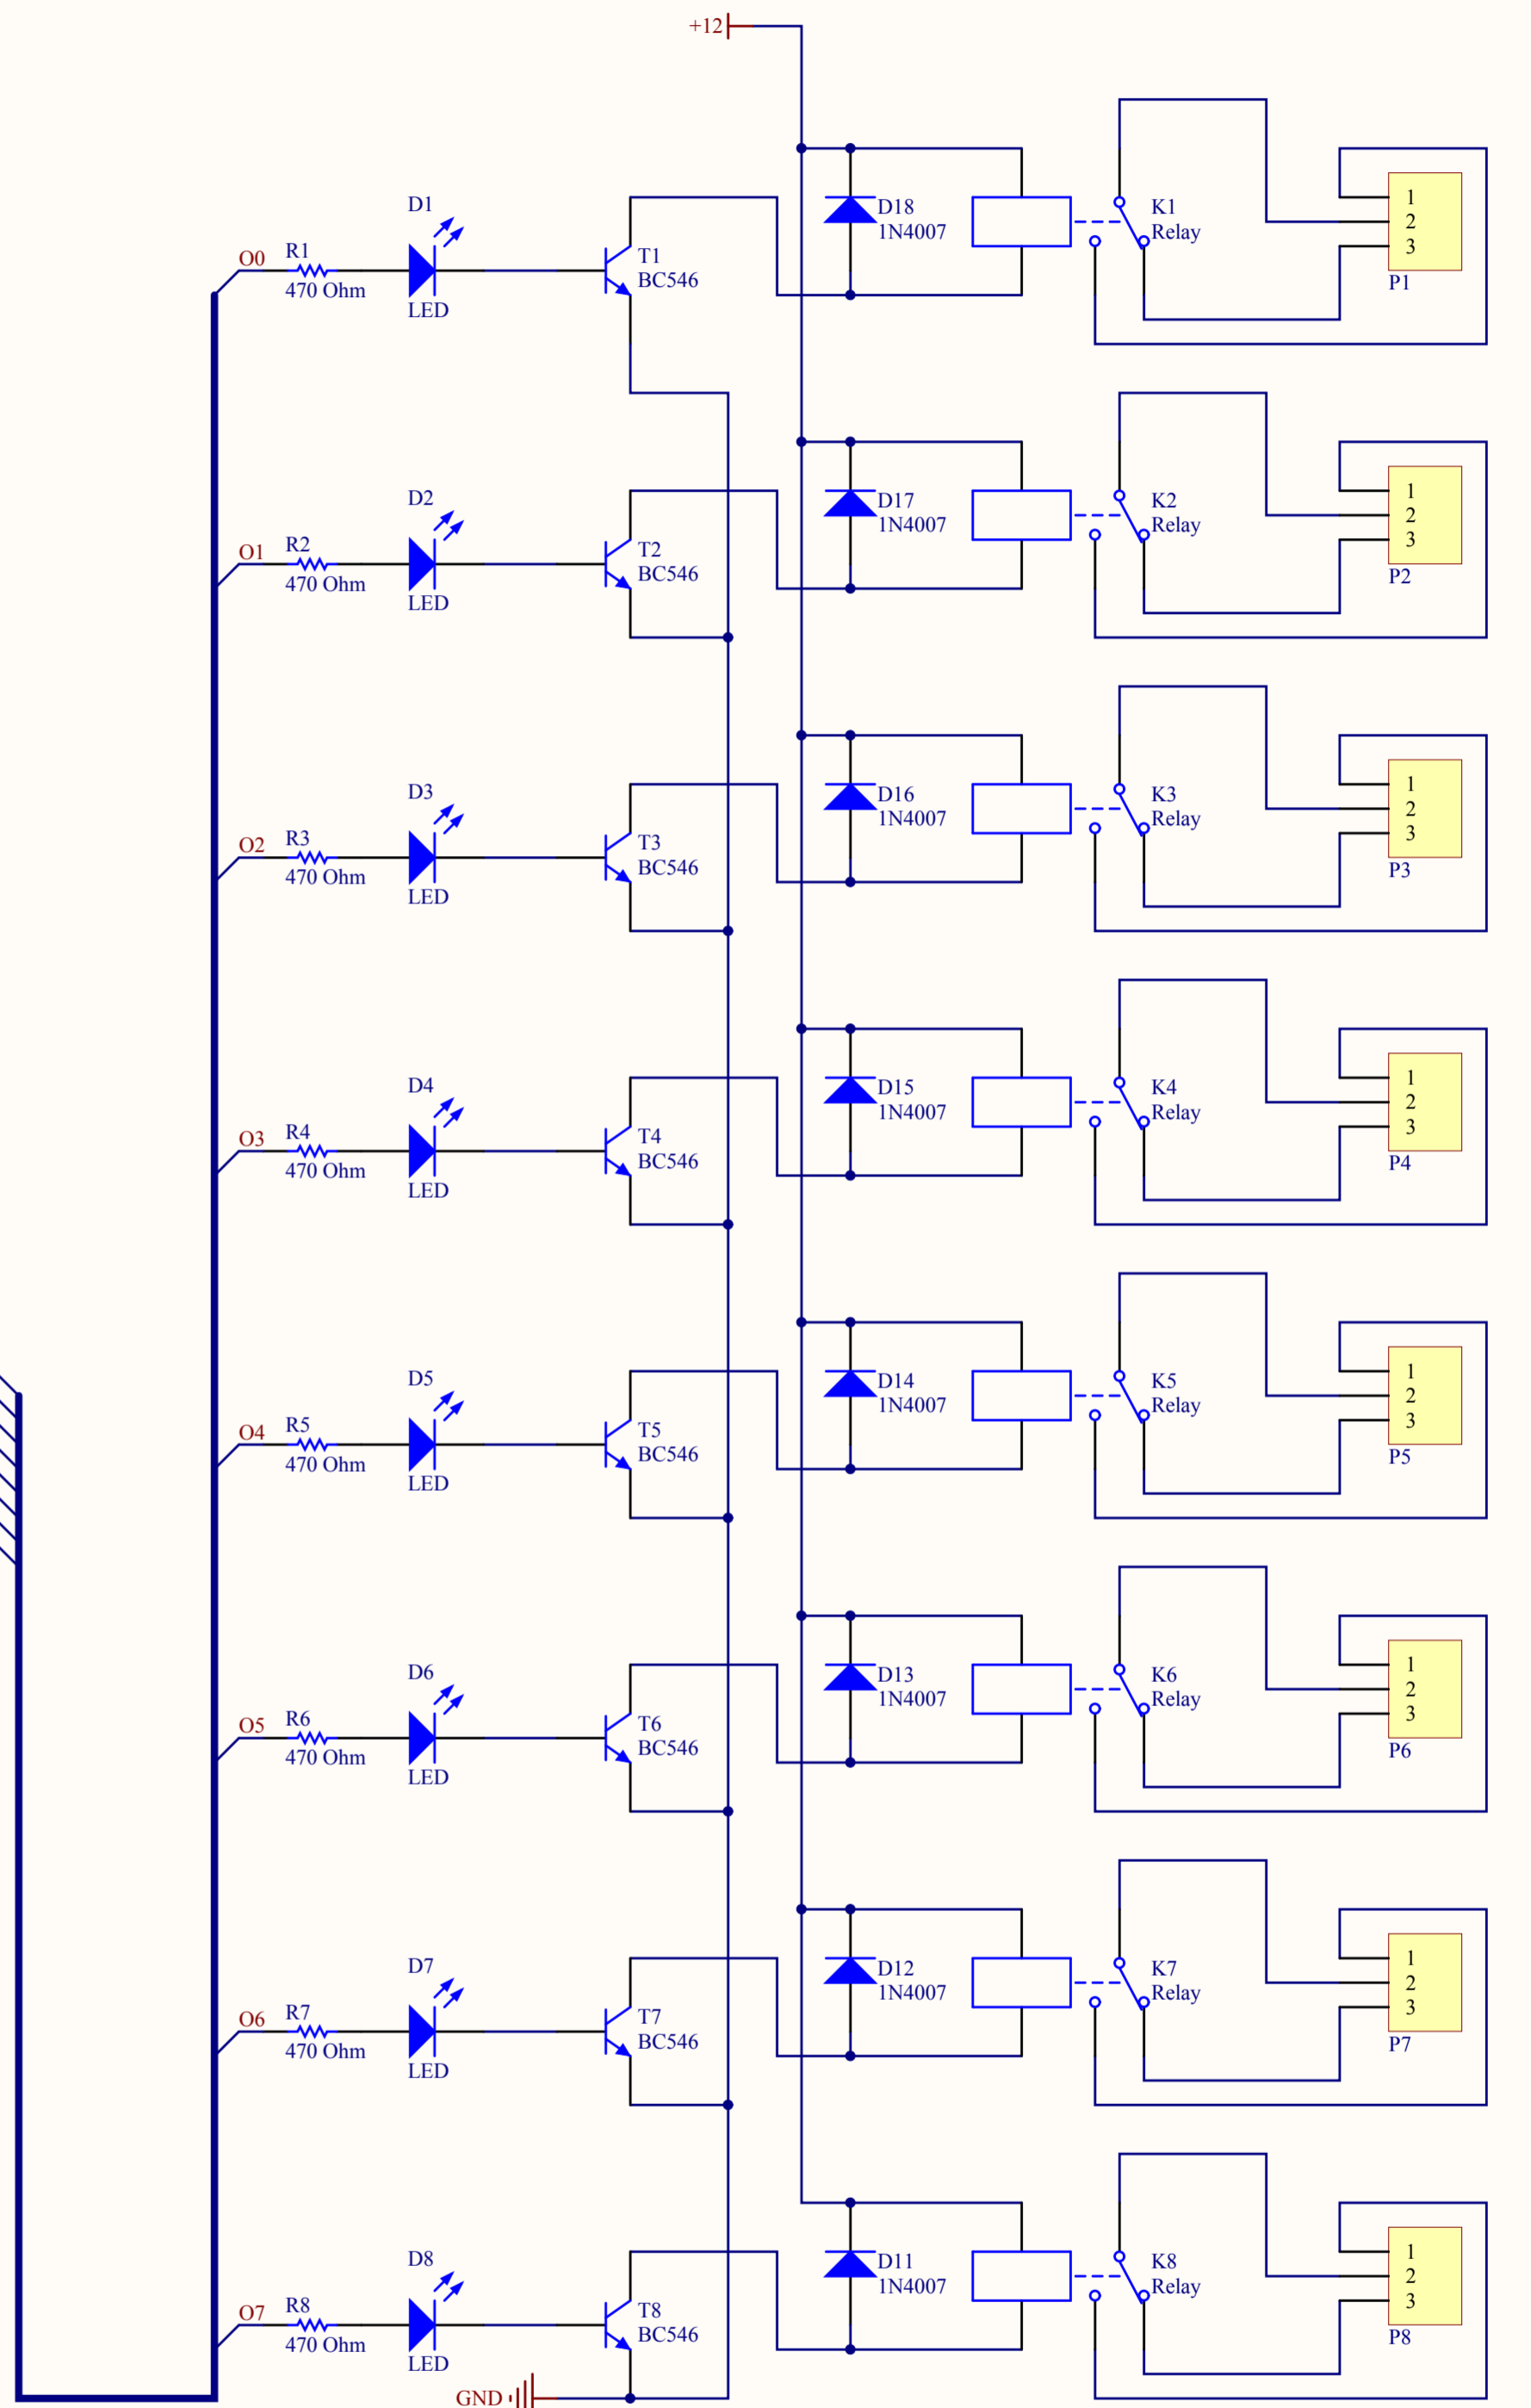 +12
D1
O0
R1
470 Ohm
LED
T1
BC546
D18
1N4007
K1
Relay
1
2
3
P1
D2
O1
R2
470 Ohm
LED
T2
BC546
D17
1N4007
K2
Relay
1
2
3
P2
D3
O2
R3
470 Ohm
LED
T3
BC546
D16
1N4007
K3
Relay
1
2
3
P3
D4
O3
R4
470 Ohm
LED
T4
BC546
D15
1N4007
K4
Relay
1
2
3
P4
D5
O4
R5
470 Ohm
LED
T5
BC546
D14
1N4007
K5
Relay
1
2
3
P5
D6
O5
R6
470 Ohm
LED
T6
BC546
D13
1N4007
K6
Relay
1
2
3
P6
D7
O6
R7
470 Ohm
LED
T7
BC546
D12
1N4007
K7
Relay
1
2
3
P7
D8
O7
R8
470 Ohm
LED
T8
BC546
D11
1N4007
K8
Relay
1
2
3
P8
GND